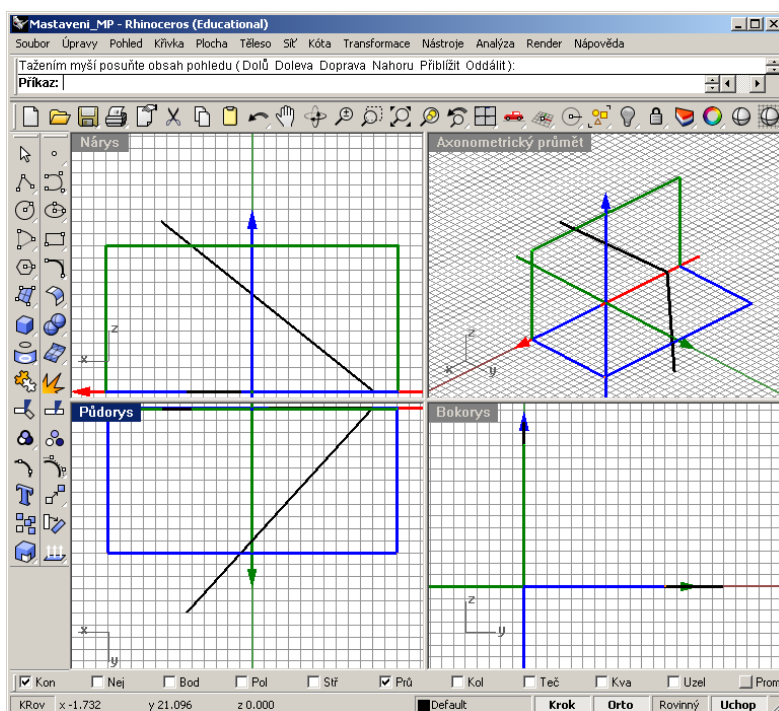 Mastaveni_MP - Rhinoceros (Educational)
Soubor Úpravy Pohled Křivka Plocha Těleso Síť Kóta Transformace Nástroje Analýza Render Nápověda
Tažením myší posuňte obsah pohledu ( Dolů Doleva Doprava Nahoru Přiblížit Oddálit ):
Příkaz:
Nárys
Axonometrický průmět
z
x
z
x
y
Půdorys
Bokorys
x
y
z
y
Kon Nej Bod Pol Stř Prů Kol Teč Kva Uzel Prom
KRov x -1.732 y 21.096 z 0.000 Default Krok Orto Rovinný Uchop